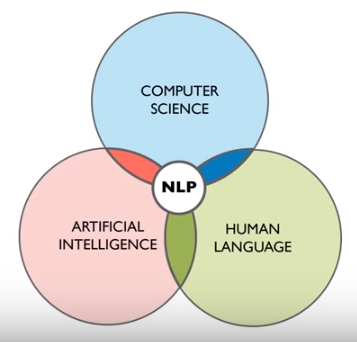 COMPUTER
SCIENCE
NLP
ARTIFICIAL
INTELLIGENCE
HUMAN
LANGUAGE